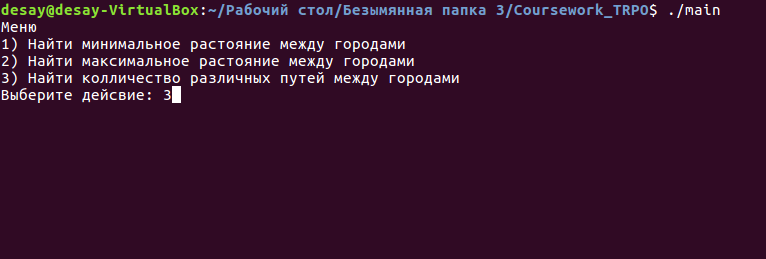 desay@desay-VirtualBox:~/Рабочий стол/Безымянная папка 3/Coursework_TRPO$ ./main
Меню
1) Найти минимальное растояние между городами
2) Найти максимальное растояние между городами
3) Найти колличество различных путей между городами
Выберите дейсвие: 3